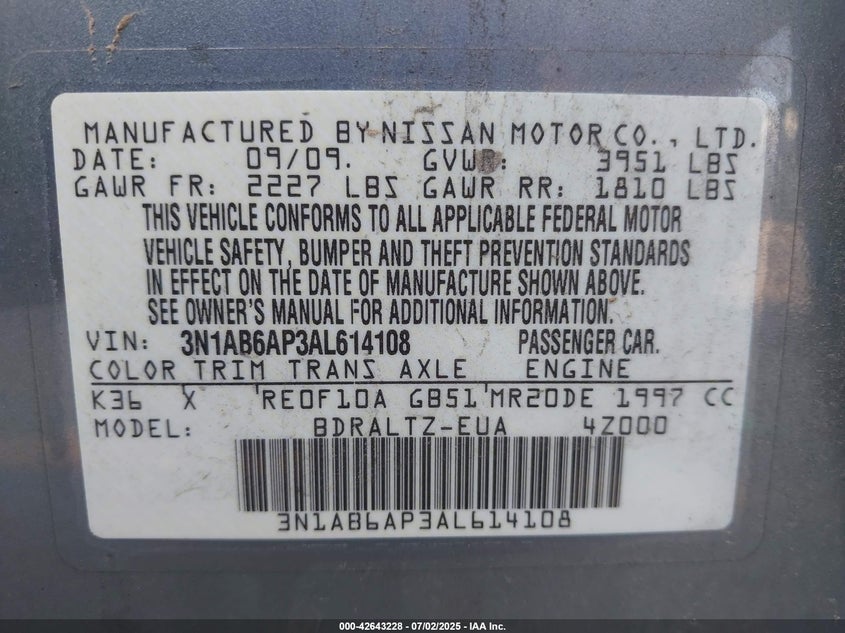 MANUFACTURED BY NISSAN MOTOR CO., LTD.
DATE: 09/09. GVWR: 3951 LBS
GAWR FR: 2227 LBS GAWR RR: 1810 LBS
THIS VEHICLE CONFORMS TO ALL APPLICABLE FEDERAL MOTOR
VEHICLE SAFETY, BUMPER AND THEFT PREVENTION STANDARDS
IN EFFECT ON THE DATE OF MANUFACTURE SHOWN ABOVE.
SEE OWNER'S MANUAL FOR ADDITIONAL INFORMATION.
VIN: 3N1AB6AP3AL614108 PASSENGER CAR.
COLOR TRIM TRANS AXLE ENGINE
K36 X RE0F10A GB51 MR20DE 1997 CC
MODEL: BDRALTZ-EUA 4Z000
3N1AB6AP3AL614108
000-42643228 - 07/02/2025 - IAA Inc.